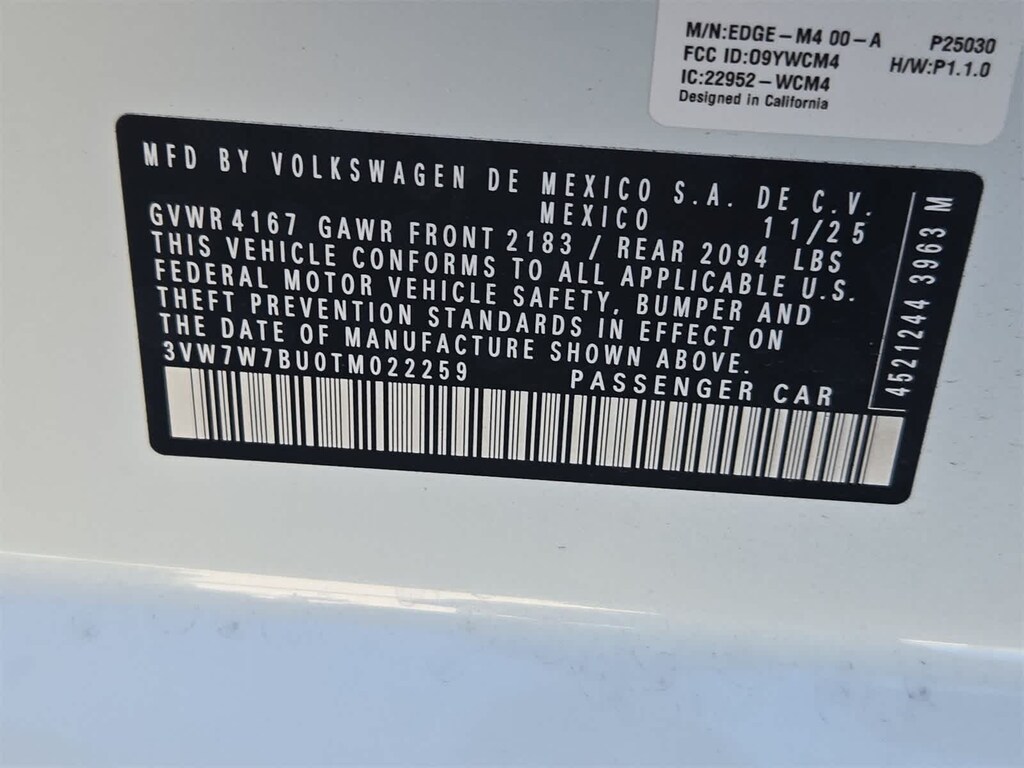 M/N:EDGE-M4 00-A P25030
FCC ID:O9YWCM4 H/W:P1.1.0
IC:22952-WCM4
Designed in California
MFD BY VOLKSWAGEN DE MEXICO S.A. DE C.V.
MEXICO 11/25
GVWR 4167 GAWR FRONT 2183 / REAR 2094 LBS
THIS VEHICLE CONFORMS TO ALL APPLICABLE U.S.
FEDERAL MOTOR VEHICLE SAFETY, BUMPER AND
THEFT PREVENTION STANDARDS IN EFFECT ON
THE DATE OF MANUFACTURE SHOWN ABOVE.
3VW7W7BU0TM022259 PASSENGER CAR
4521244 3963 M